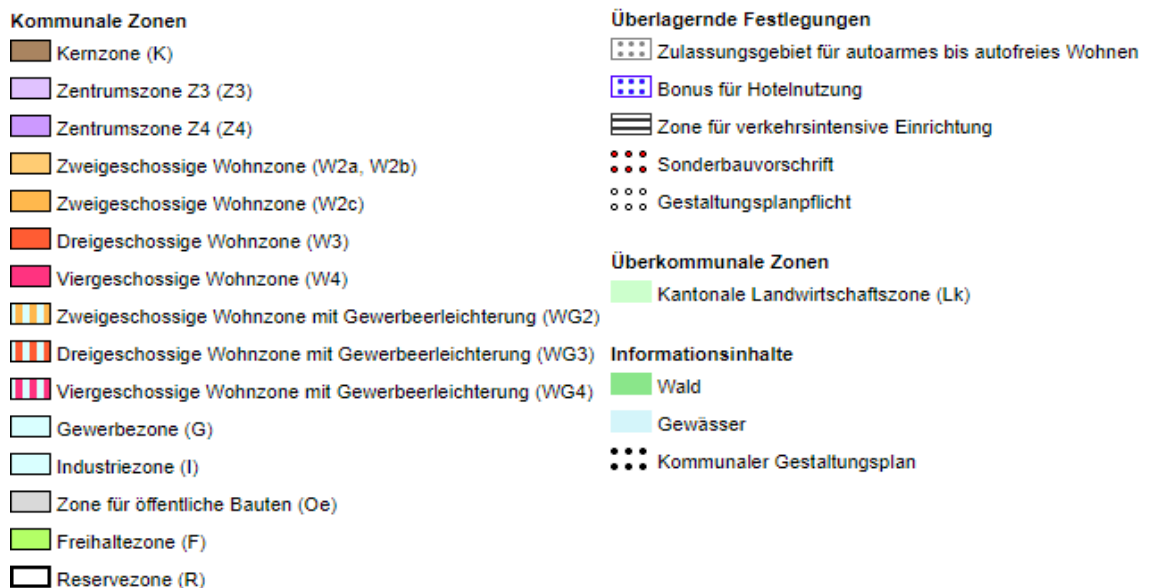 Kommunale Zonen
Kernzone (K)
Zentrumszone Z3 (Z3)
Zentrumszone Z4 (Z4)
Zweigeschossige Wohnzone (W2a, W2b)
Zweigeschossige Wohnzone (W2c)
Dreigeschossige Wohnzone (W3)
Viergeschossige Wohnzone (W4)
Zweigeschossige Wohnzone mit Gewerbeerleichterung (WG2)
Dreigeschossige Wohnzone mit Gewerbeerleichterung (WG3)
Viergeschossige Wohnzone mit Gewerbeerleichterung (WG4)
Gewerbezone (G)
Industriezone (I)
Zone für öffentliche Bauten (Oe)
Freihaltezone (F)
Reservezone (R)
Überlagernde Festlegungen
Zulassungsgebiet für autoarmes bis autofreies Wohnen
Bonus für Hotelnutzung
Zone für verkehrsintensive Einrichtung
Sonderbauvorschrift
Gestaltungsplanpflicht
Überkommunale Zonen
Kantonale Landwirtschaftszone (Lk)
Informationsinhalte
Wald
Gewässer
Kommunaler Gestaltungsplan